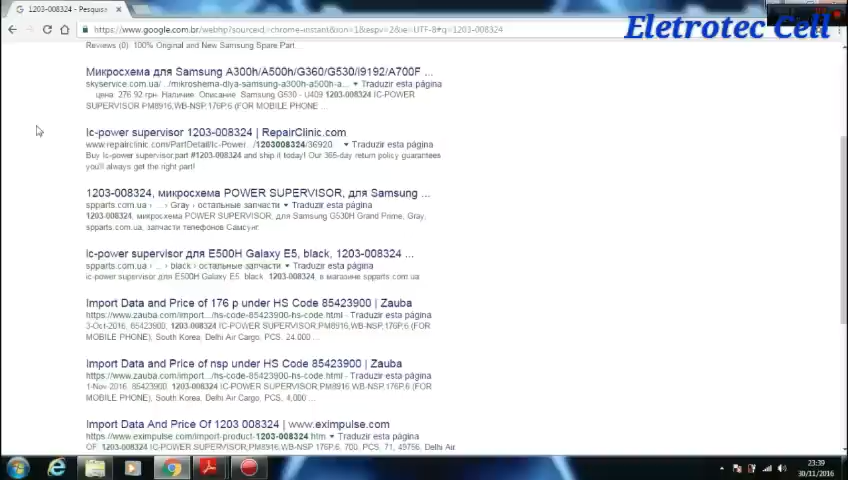 1203-008324 - Pesquis
https://www.google.com.br/webhp?sourceid=chrome-instant&ion=1&espv=2&ie=UTF-8#q=1203-008324
Eletrotec Cell
Reviews (0). 100% Original and New Samsung Spare Part...
Микросхема для Samsung A300h/A500h/G360/G530/I9192/A700F ...
skyservice.com.ua/.../mikroshema-dlya-samsung-a300h-a500h-a... ▾ Traduzir esta página
цена: 276.92 грн. Наличие. Описание. Samsung G530 - U409 1203-008324 IC-POWER
SUPERVISOR PM8916,WB-NSP,176P,6 (FOR MOBILE PHONE ...
Ic-power supervisor 1203-008324 | RepairClinic.com
www.repairclinic.com/PartDetail/Ic-Power.../1203008324/36920 ▾ Traduzir esta página
Buy Ic-power supervisor,part #1203-008324 and ship it today! Our 365-day return policy guarantees
you'll always get the right part!
1203-008324, микросхема POWER SUPERVISOR, для Samsung ...
spparts.com.ua › ... › Gray › остальные запчасти ▾ Traduzir esta página
1203-008324, микросхема POWER SUPERVISOR, для Samsung G530H Grand Prime, Gray,
запчасти телефонов Самсунг.
Ic-power supervisor для E500H Galaxy E5, black, 1203-008324 ...
spparts.com.ua › ... › black › остальные запчасти ▾ Traduzir esta página
ic-power supervisor для E500H Galaxy E5, black, 1203-008324, в магазине spparts.com.ua
Import Data and Price of 176 p under HS Code 85423900 | Zauba
https://www.zauba.com/import.../hs-code-85423900-hs-code.html - Traduzir esta página
3-Oct-2016, 85423900, 1203-008324 IC-POWER SUPERVISOR,PM8916,WB-NSP,176P,6 (FOR
MOBILE PHONE), South Korea, Delhi Air Cargo, PCS, 24,000 ...
Import Data and Price of nsp under HS Code 85423900 | Zauba
https://www.zauba.com/import.../hs-code-85423900-hs-code.html - Traduzir esta página
1-Nov-2016, 85423900, 1203-008324 IC-POWER SUPERVISOR,PM8916,WB-NSP,176P,6 (FOR
MOBILE PHONE), South Korea, Delhi Air Cargo, PCS, 4,000 ...
Import Data And Price Of 1203 008324 | www.eximpulse.com
https://www.eximpulse.com/import-product-1203-008324.htm ▾ Traduzir esta página
OF, 1203-008324 IC-POWER SUPERVISOR,PM8916,WB-NSP,176P,6, 700, PCS, 71, 49756, Delhi
23:39
30/11/2016